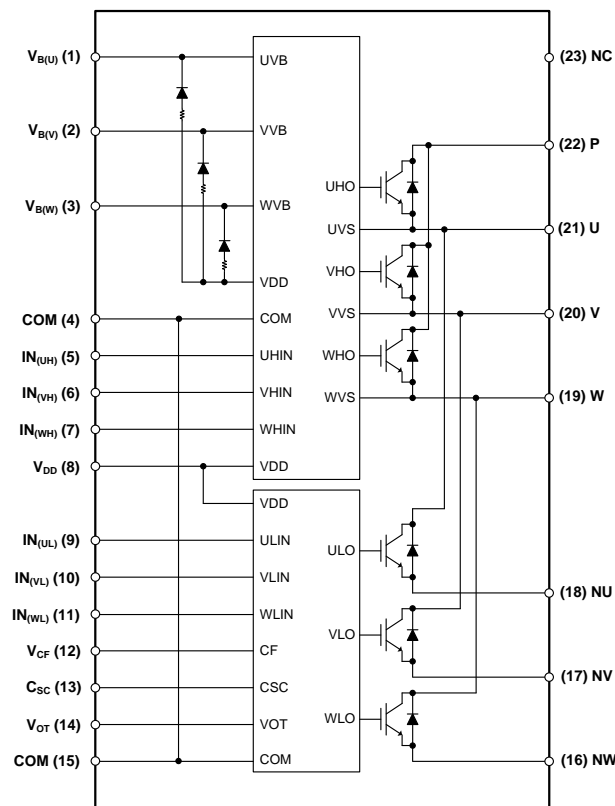 V_B(U) (1)
V_B(V) (2)
V_B(W) (3)
COM (4)
IN_(UH) (5)
IN_(VH) (6)
IN_(WH) (7)
V_DD (8)
IN_(UL) (9)
IN_(VL) (10)
IN_(WL) (11)
V_CF (12)
C_SC (13)
V_OT (14)
COM (15)
UVB
VVB
WVB
VDD
COM
UHIN
VHIN
WHIN
VDD
UHO
UVS
VHO
VVS
WHO
WVS
VDD
ULIN
VLIN
WLIN
CF
CSC
VOT
COM
ULO
VLO
WLO
(23) NC
(22) P
(21) U
(20) V
(19) W
(18) NU
(17) NV
(16) NW